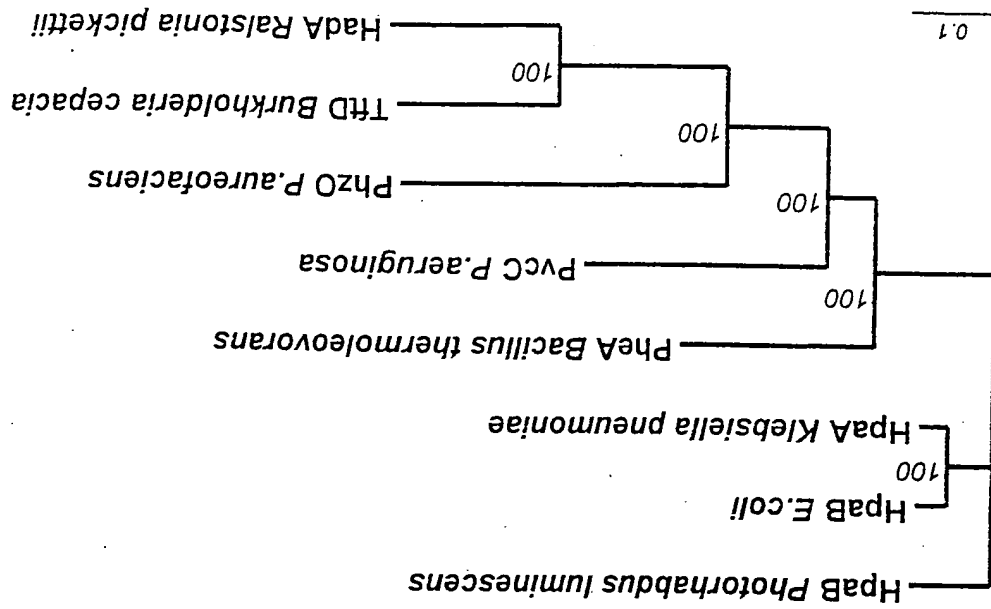 HpaB Photorhabdus luminescens
HpaB E.coli
100
HpaA Klebsiella pneumoniae
PheA Bacillus thermoleovorans
100
PvcC P.aeruginosa
100
PhzO P.aureofaciens
100
TftD Burkholderia cepacia
100
HadA Ralstonia pickettii
0.1